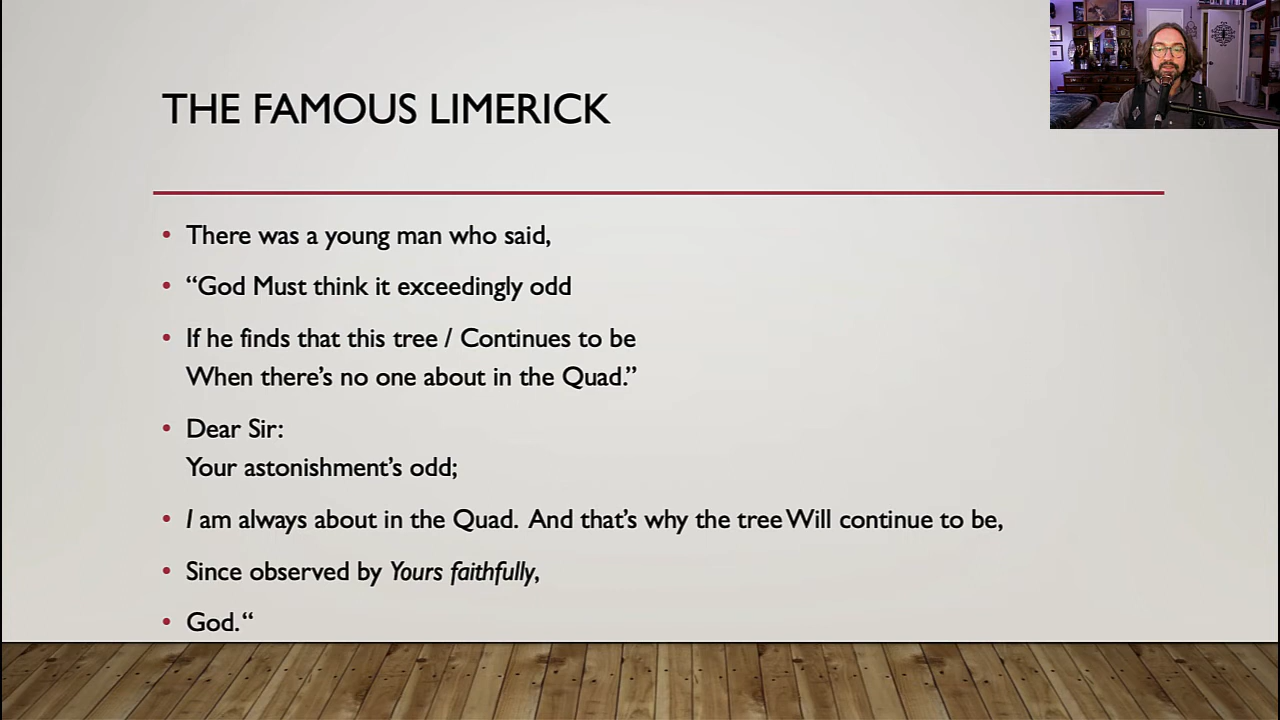 THE FAMOUS LIMERICK
• There was a young man who said,
• “God Must think it exceedingly odd
• If he finds that this tree / Continues to be
When there’s no one about in the Quad.”
• Dear Sir:
Your astonishment’s odd;
• I am always about in the Quad.  And that’s why the tree Will continue to be,
• Since observed by Yours faithfully,
• God.“